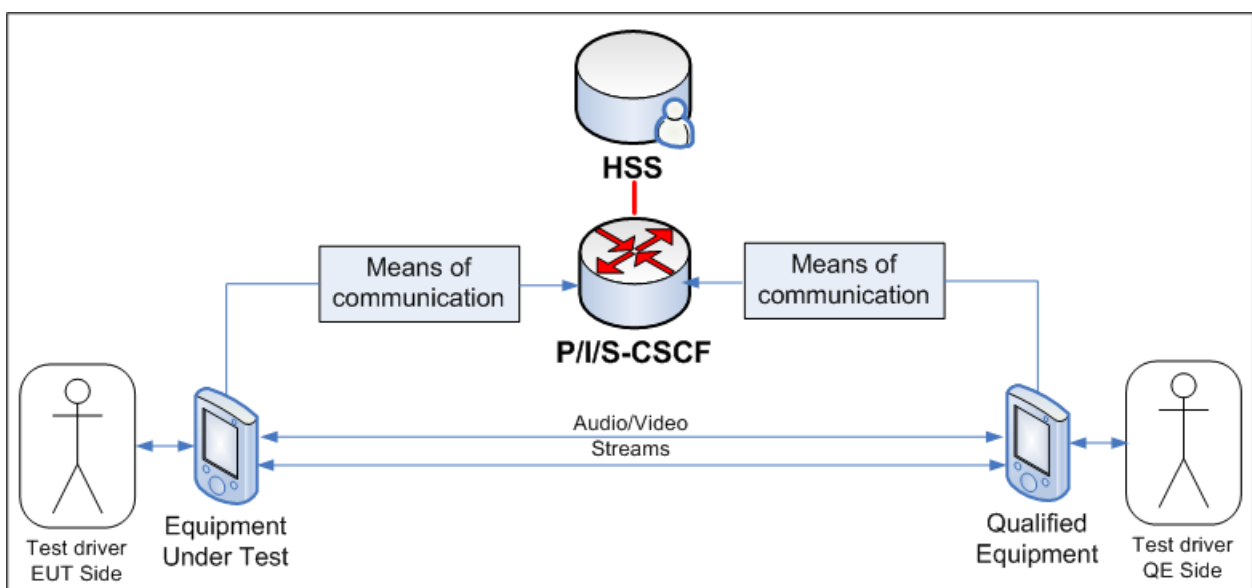 HSS
Means of
communication
Means of
communication
P/I/S-CSCF
Audio/Video
Streams
Equipment
Under Test
Qualified
Equipment
Test driver
EUT Side
Test driver
QE Side